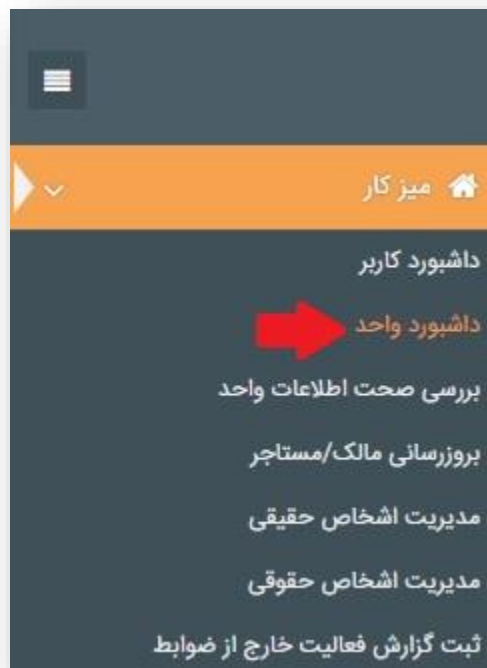 میز کار
داشبورد کاربر
داشبورد واحد
بررسی صحت اطلاعات واحد
بروزرسانی مالک/مستاجر
مدیریت اشخاص حقیقی
مدیریت اشخاص حقوقی
ثبت گزارش فعالیت خارج از ضوابط